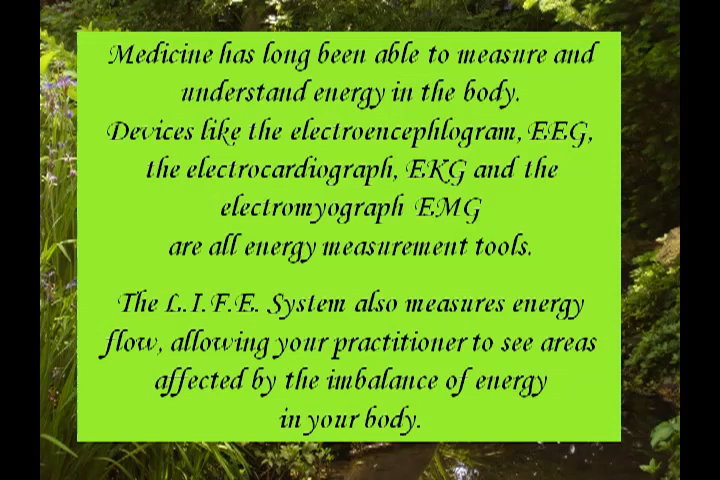 Medicine has long been able to measure and
understand energy in the body.
Devices like the electroencephlogram, EEG,
the electrocardiograph, EKG and the
electromyograph EMG
are all energy measurement tools.
The L.I.F.E. System also measures energy
flow, allowing your practitioner to see areas
affected by the imbalance of energy
in your body.